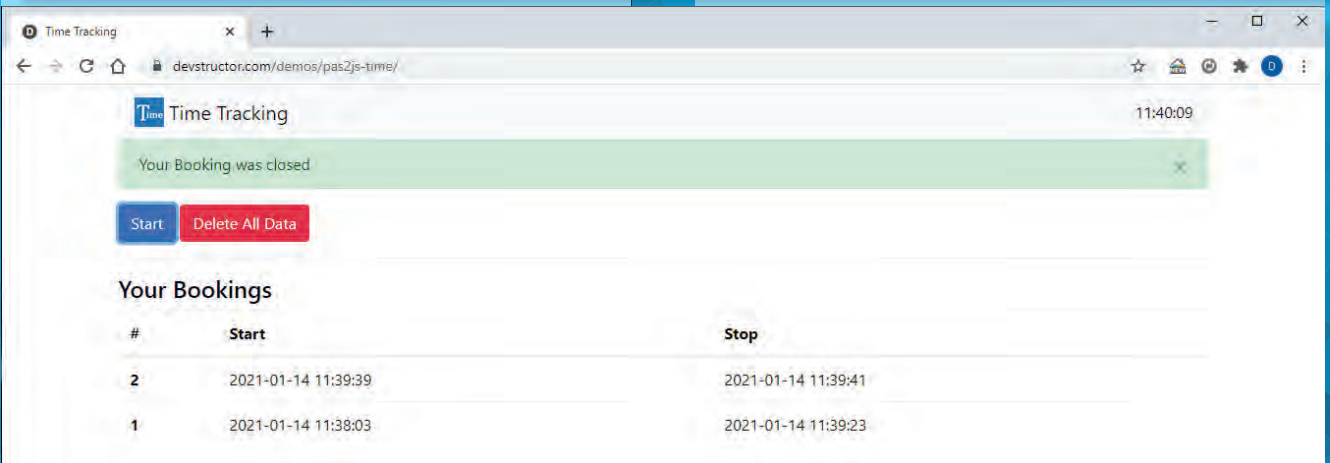 Time Tracking
devstructor.com/demos/pas2js-time/
D
Time Time Tracking 11:40:09
Your Booking was closed
Start Delete All Data
Your Bookings
# Start Stop
2 2021-01-14 11:39:39 2021-01-14 11:39:41
1 2021-01-14 11:38:03 2021-01-14 11:39:23